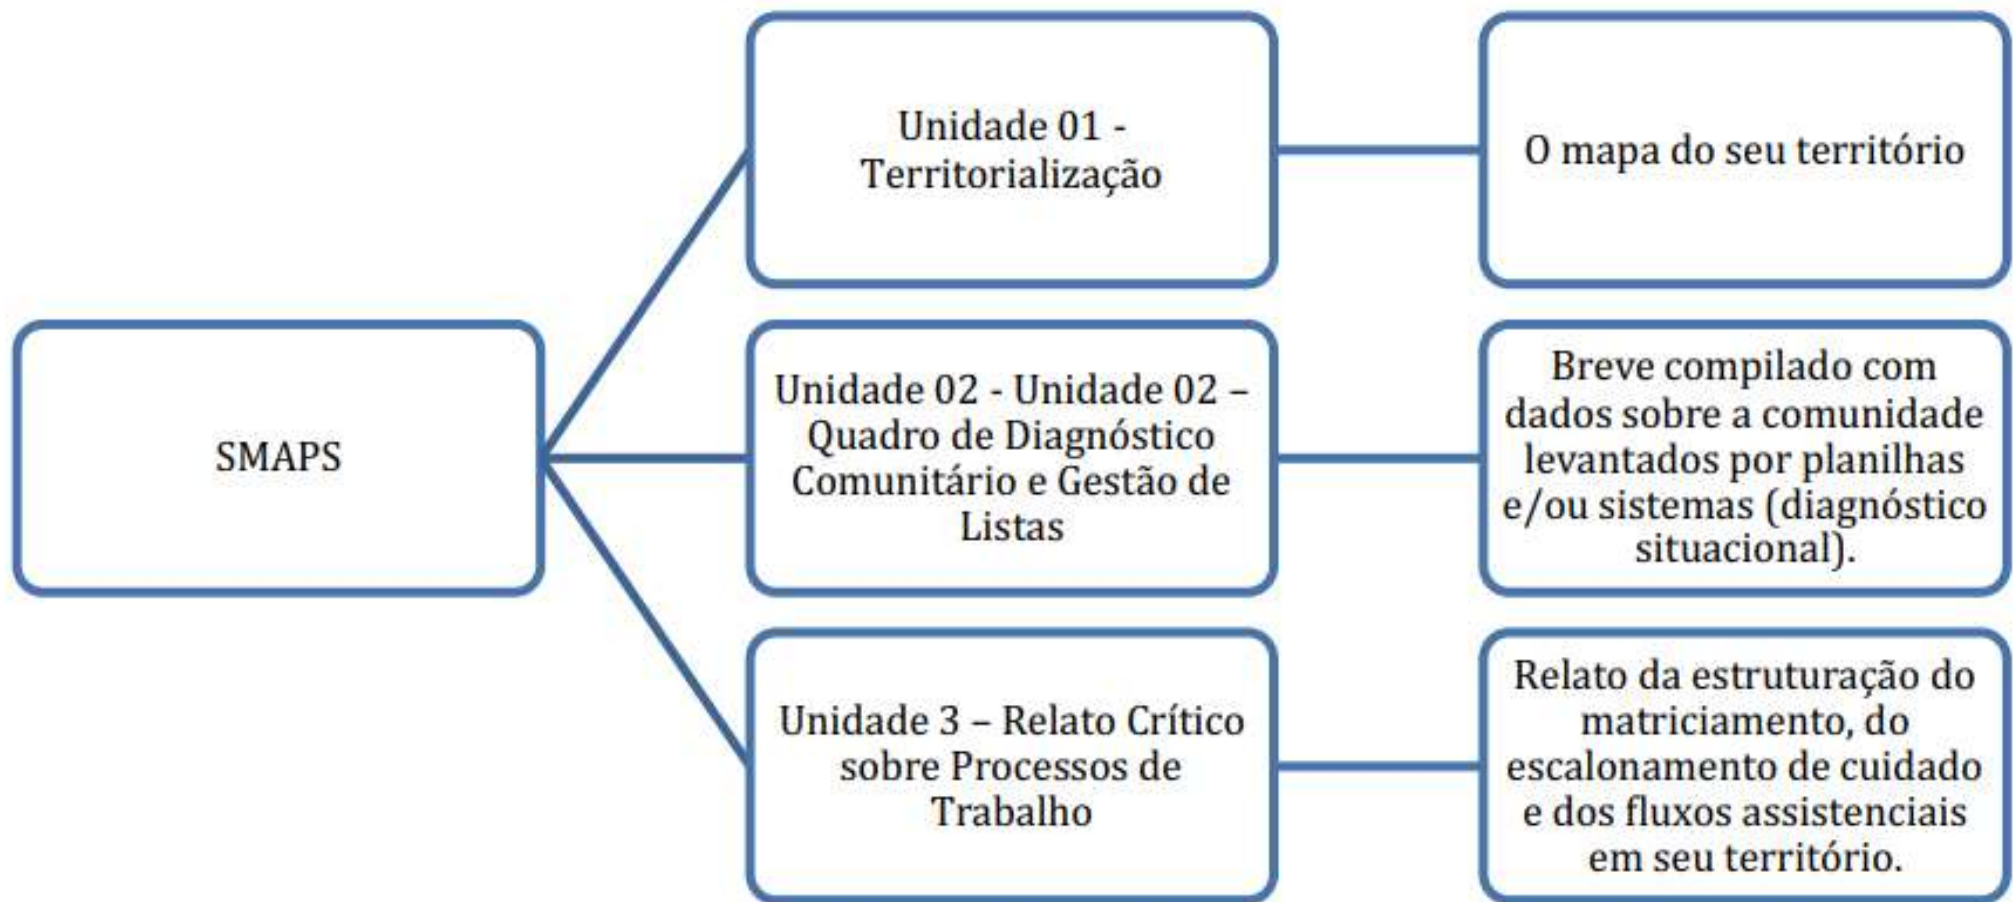 SMAPS
Unidade 01 -
Territorialização
O mapa do seu território
Unidade 02 - Unidade 02 –
Quadro de Diagnóstico
Comunitário e Gestão de
Listas
Breve compilado com
dados sobre a comunidade
levantados por planilhas
e/ou sistemas (diagnóstico
situacional).
Unidade 3 – Relato Crítico
sobre Processos de
Trabalho
Relato da estruturação do
matriciamento, do
escalonamento de cuidado
e dos fluxos assistenciais
em seu território.